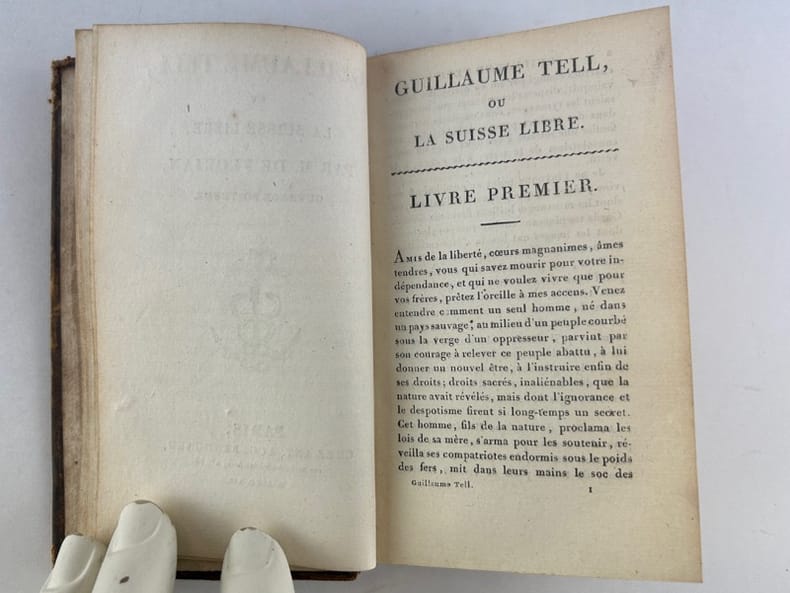 GUILLAUME TELL,
OU
LA SUISSE LIBRE.
LIVRE PREMIER.
AMIS de la liberté, cœurs magnanimes, âmes
tendres, vous qui savez mourir pour votre in-
dépendance, et qui ne voulez vivre que pour
vos frères, prêtez l'oreille à mes accens. Venez
entendre comment un seul homme, né dans
un pays sauvage, au milieu d'un peuple courbé
sous la verge d'un oppresseur, parvint par
son courage à relever ce peuple abattu, à lui
donner un nouvel être, à l'instruire enfin de
ses droits; droits sacrés, inaliénables, que la
nature avait révélés, mais dont l'ignorance et
le despotisme firent si long-temps un secret.
Cet homme, fils de la nature, proclama les
lois de sa mère, s'arma pour les soutenir, ré-
veilla ses compatriotes endormis sous le poids
des fers, mit dans leurs mains le soc des
Guillaume Tell. 1